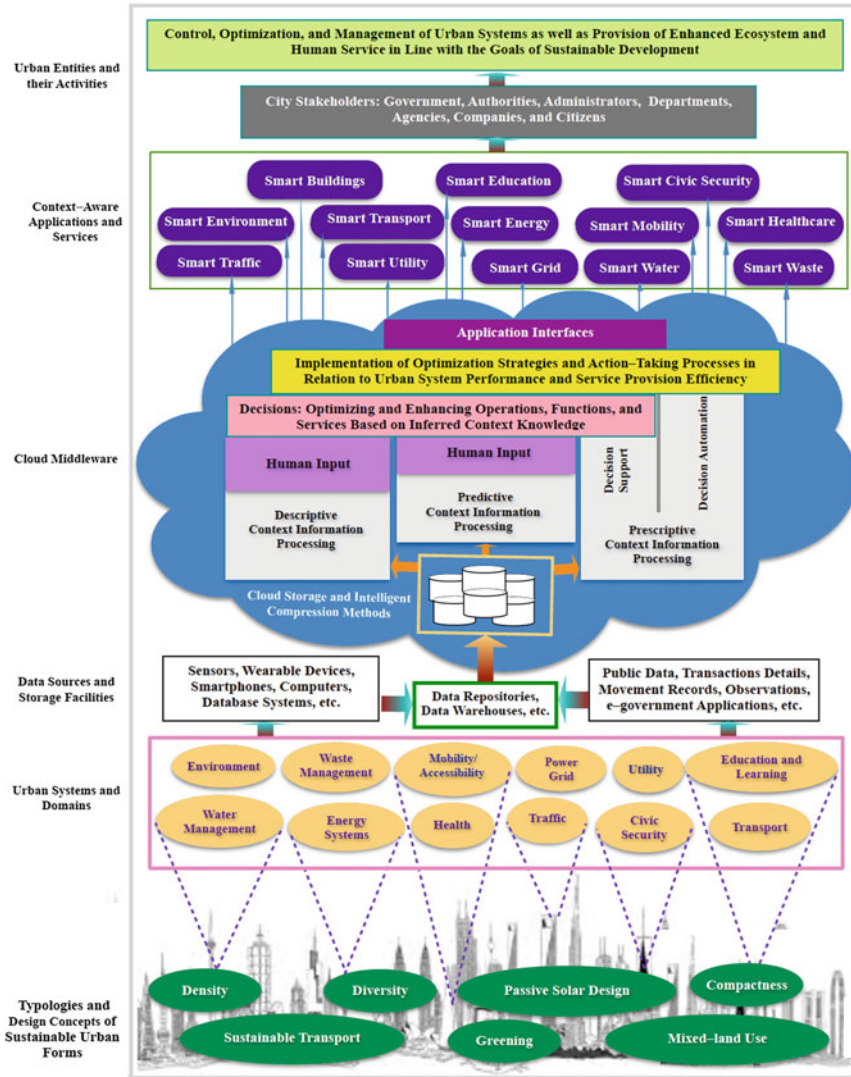 Control, Optimization, and Management of Urban Systems as well as Provision of Enhanced Ecosystem and
Human Service in Line with the Goals of Sustainable Development
Urban Entities and
their Activities
City Stakeholders: Government, Authorities, Administrators, Departments,
Agencies, Companies, and Citizens
Context–Aware
Applications and
Services
Smart Buildings
Smart Education
Smart Civic Security
Smart Environment
Smart Transport
Smart Energy
Smart Mobility
Smart Healthcare
Smart Traffic
Smart Utility
Smart Grid
Smart Water
Smart Waste
Application Interfaces
Implementation of Optimization Strategies and Action–Taking Processes in
Relation to Urban System Performance and Service Provision Efficiency
Decisions: Optimizing and Enhancing Operations, Functions, and
Services Based on Inferred Context Knowledge
Cloud Middleware
Human Input
Human Input
Decision
Support
Decision Automation
Descriptive
Context Information
Processing
Predictive
Context Information
Processing
Prescriptive
Context Information
Processing
Cloud Storage and Intelligent
Compression Methods
Data Sources and
Storage Facilities
Sensors, Wearable Devices,
Smartphones, Computers,
Database Systems, etc.
Data Repositories,
Data Warehouses, etc.
Public Data, Transactions Details,
Movement Records, Observations,
e–government Applications, etc.
Urban Systems and
Domains
Environment
Waste
Management
Mobility/
Accessibility
Power
Grid
Utility
Education and
Learning
Water
Management
Energy
Systems
Health
Traffic
Civic
Security
Transport
Typologies and
Design Concepts of
Sustainable Urban
Forms
Density
Diversity
Passive Solar Design
Compactness
Sustainable Transport
Greening
Mixed–land Use